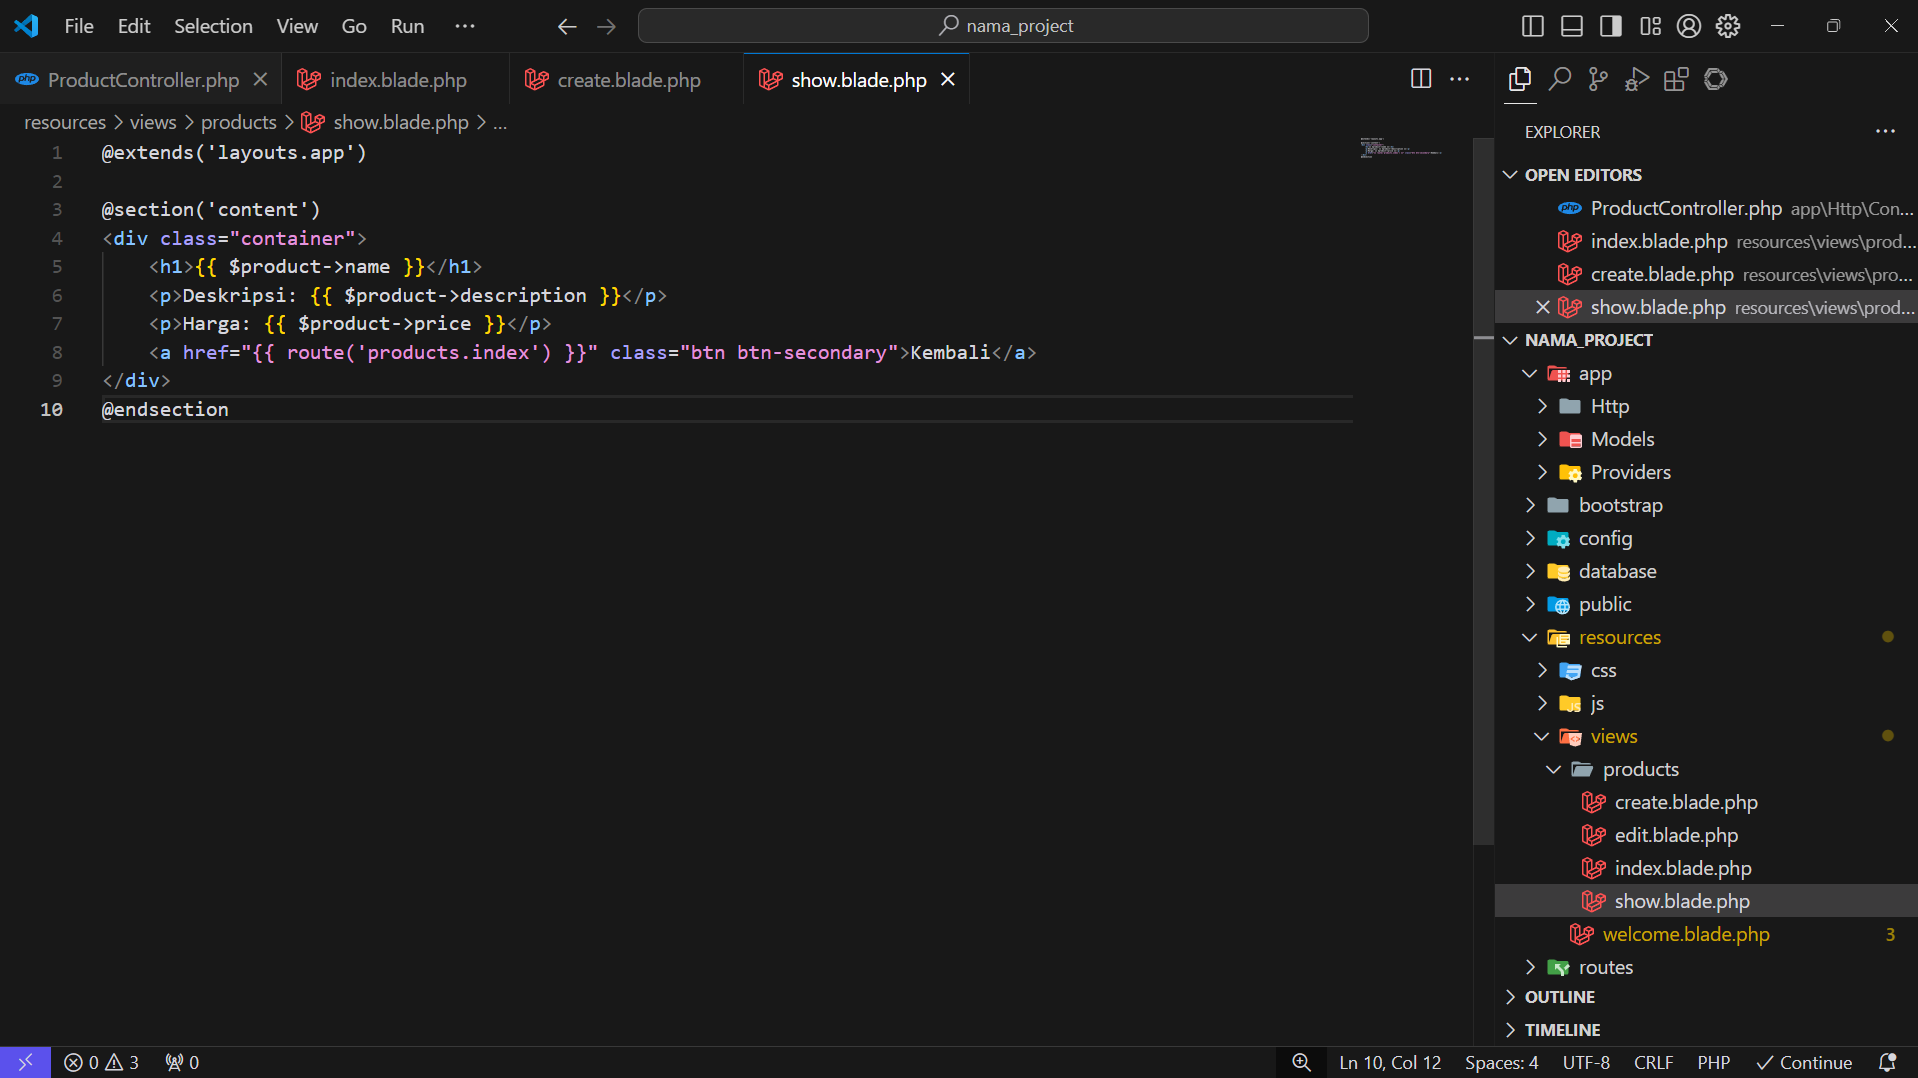 File Edit Selection View Go Run ···
nama_project
ProductController.php
index.blade.php
create.blade.php
show.blade.php
resources > views > products > show.blade.php > ...
1 @extends('layouts.app')
2
3 @section('content')
4 <div class="container">
5 <h1>{{ $product->name }}</h1>
6 <p>Deskripsi: {{ $product->description }}</p>
7 <p>Harga: {{ $product->price }}</p>
8 <a href="{{ route('products.index') }}" class="btn btn-secondary">Kembali</a>
9 </div>
10 @endsection
EXPLORER
OPEN EDITORS
ProductController.php app\Http\Con...
index.blade.php resources\views\prod...
create.blade.php resources\views\pro...
show.blade.php resources\views\prod...
NAMA_PROJECT
app
Http
Models
Providers
bootstrap
config
database
public
resources
css
js
views
products
create.blade.php
edit.blade.php
index.blade.php
show.blade.php
welcome.blade.php 3
routes
OUTLINE
TIMELINE
0 3 0
Ln 10, Col 12 Spaces: 4 UTF-8 CRLF PHP Continue